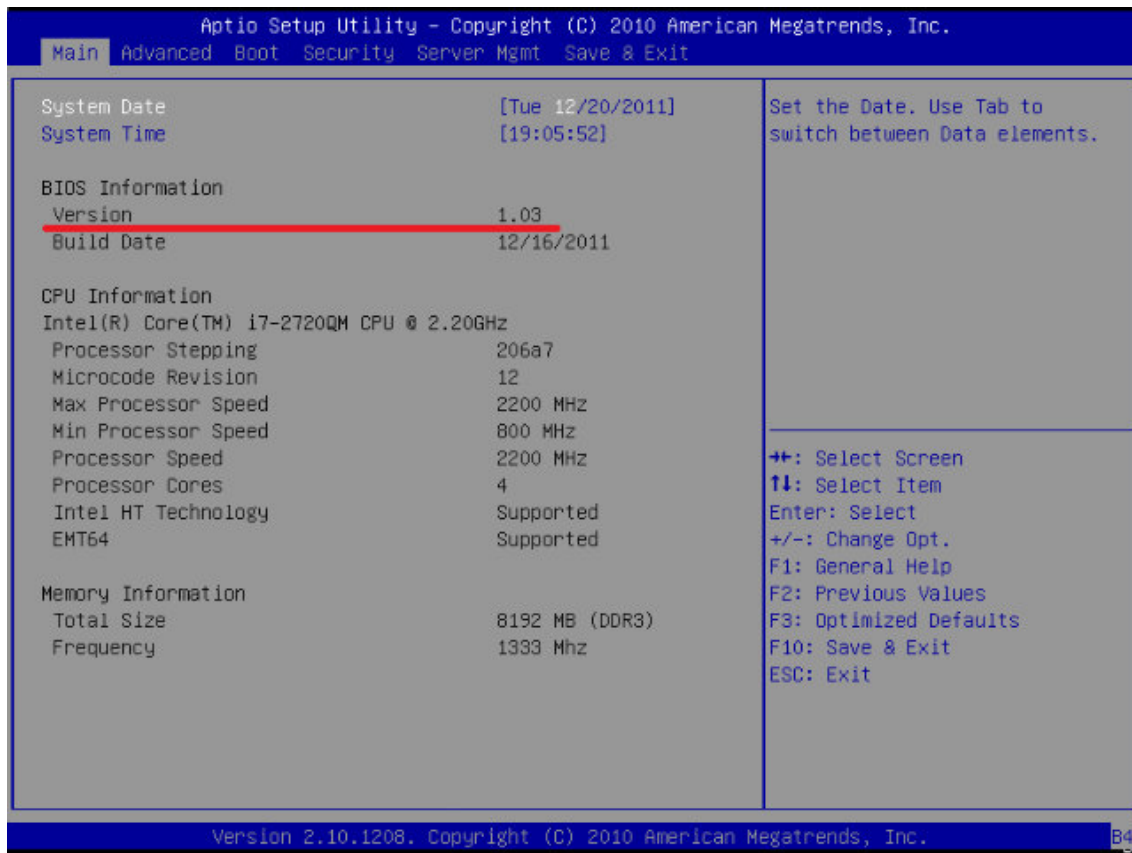 Aptio Setup Utility – Copyright (C) 2010 American Megatrends, Inc.
Main Advanced Boot Security Server Mgmt Save & Exit
System Date [Tue 12/20/2011]
System Time [19:05:52]
Set the Date. Use Tab to
switch between Data elements.
BIOS Information
Version 1.03
Build Date 12/16/2011
CPU Information
Intel(R) Core(TM) i7-2720QM CPU @ 2.20GHz
Processor Stepping 206a7
Microcode Revision 12
Max Processor Speed 2200 MHz
Min Processor Speed 800 MHz
Processor Speed 2200 MHz
Processor Cores 4
Intel HT Technology Supported
EMT64 Supported
Memory Information
Total Size 8192 MB (DDR3)
Frequency 1333 Mhz
→←: Select Screen
↑↓: Select Item
Enter: Select
+/-: Change Opt.
F1: General Help
F2: Previous Values
F3: Optimized Defaults
F10: Save & Exit
ESC: Exit
Version 2.10.1208. Copyright (C) 2010 American Megatrends, Inc.
B4